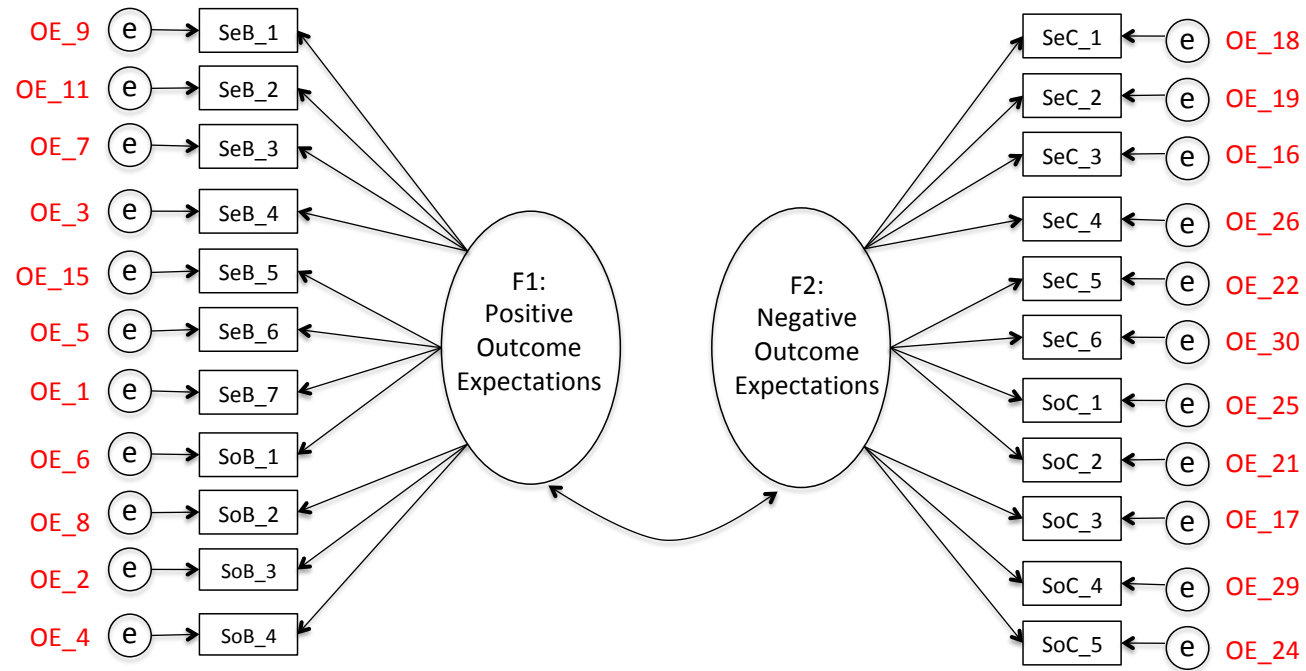 OE_9 e SeB_1
OE_11 e SeB_2
OE_7 e SeB_3
OE_3 e SeB_4
OE_15 e SeB_5
OE_5 e SeB_6
OE_1 e SeB_7
OE_6 e SoB_1
OE_8 e SoB_2
OE_2 e SoB_3
OE_4 e SoB_4
F1:
Positive
Outcome
Expectations
F2:
Negative
Outcome
Expectations
SeC_1 e OE_18
SeC_2 e OE_19
SeC_3 e OE_16
SeC_4 e OE_26
SeC_5 e OE_22
SeC_6 e OE_30
SoC_1 e OE_25
SoC_2 e OE_21
SoC_3 e OE_17
SoC_4 e OE_29
SoC_5 e OE_24